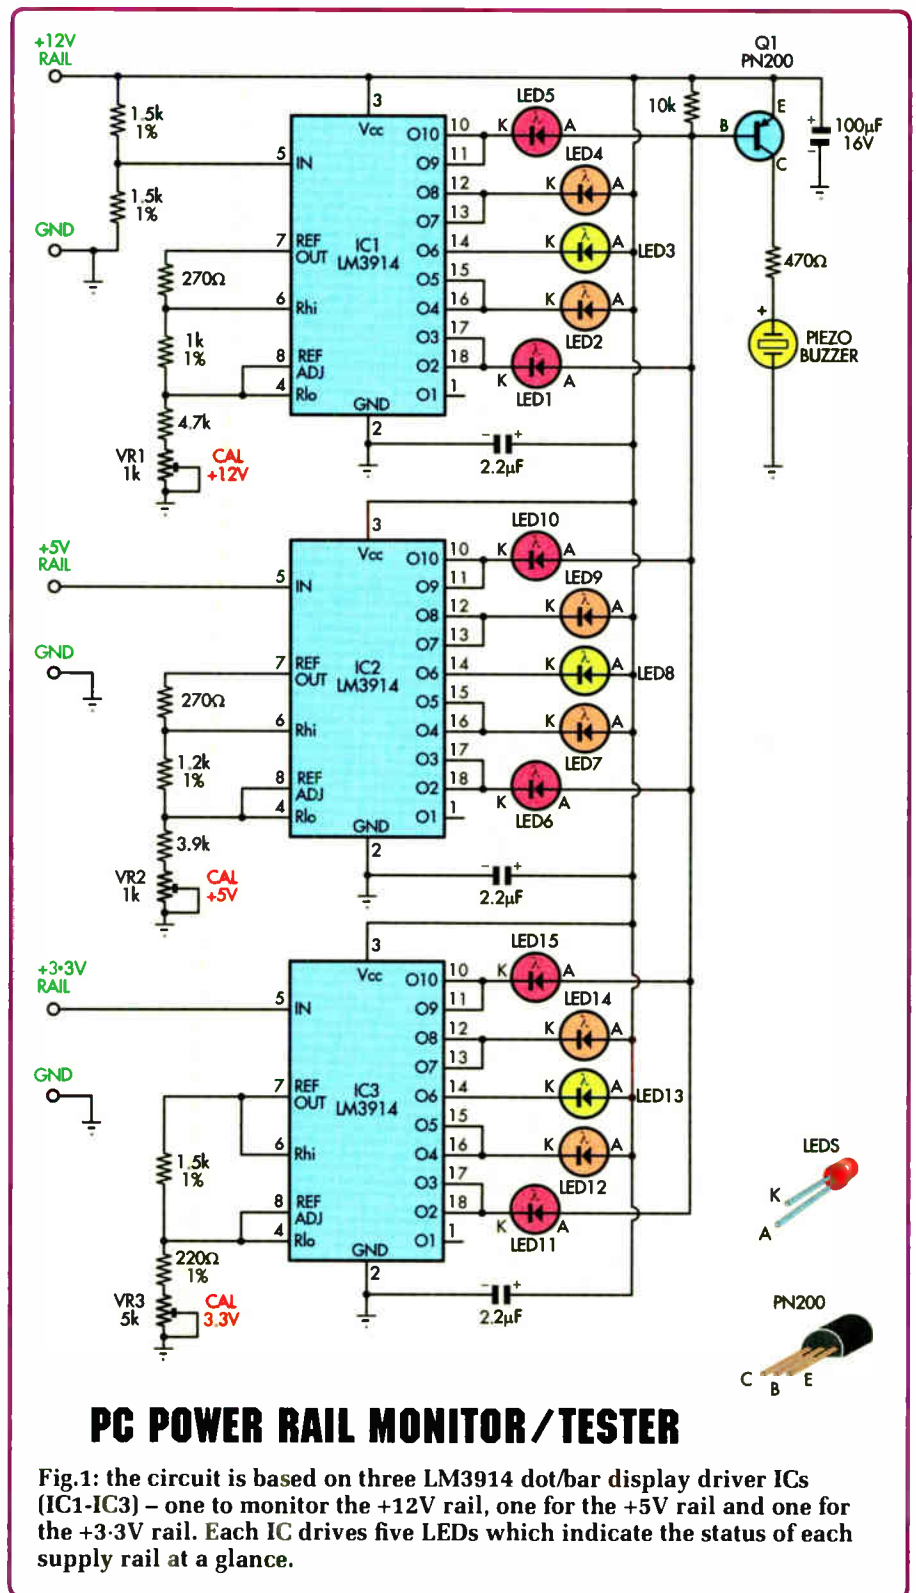 +12V
RAIL
Q1
PN200
1.5k
1%
1.5k
1%
GND
3
Vcc
5
IN
7
REF
OUT
270Ω
6
Rhi
1k
1%
8
REF
ADJ
4
Rlo
4.7k
VR1
1k
CAL
+12V
IC1
LM3914
GND
2
O10
10
O9
11
O8
12
O7
13
O6
14
O5
15
O4
16
O3
17
O2
18
O1
1
LED5
K
A
LED4
K
A
K
A
LED3
K
A
LED2
K
A
LED1
10k
B
E
C
+
-
100µF
16V
470Ω
+
PIEZO
BUZZER
- +
2.2µF
+5V
RAIL
GND
3
Vcc
5
IN
7
REF
OUT
270Ω
6
Rhi
1.2k
1%
8
REF
ADJ
4
Rlo
3.9k
VR2
1k
CAL
+5V
IC2
LM3914
GND
2
O10
10
O9
11
O8
12
O7
13
O6
14
O5
15
O4
16
O3
17
O2
18
O1
1
LED10
K
A
LED9
K
A
K
A
LED8
K
A
LED7
K
A
LED6
- +
2.2µF
+3·3V
RAIL
GND
3
Vcc
5
IN
7
REF
OUT
6
Rhi
1.5k
1%
8
REF
ADJ
4
Rlo
220Ω
1%
VR3
5k
CAL
3.3V
IC3
LM3914
GND
2
O10
10
O9
11
O8
12
O7
13
O6
14
O5
15
O4
16
O3
17
O2
18
O1
1
LED15
K
A
LED14
K
A
K
A
LED13
K
A
LED12
K
A
LED11
- +
2.2µF
LEDS
K
A
PN200
C
B
E
PC POWER RAIL MONITOR/TESTER
Fig.1: the circuit is based on three LM3914 dot/bar display driver ICs
(IC1-IC3) – one to monitor the +12V rail, one for the +5V rail and one for
the +3·3V rail. Each IC drives five LEDs which indicate the status of each
supply rail at a glance.